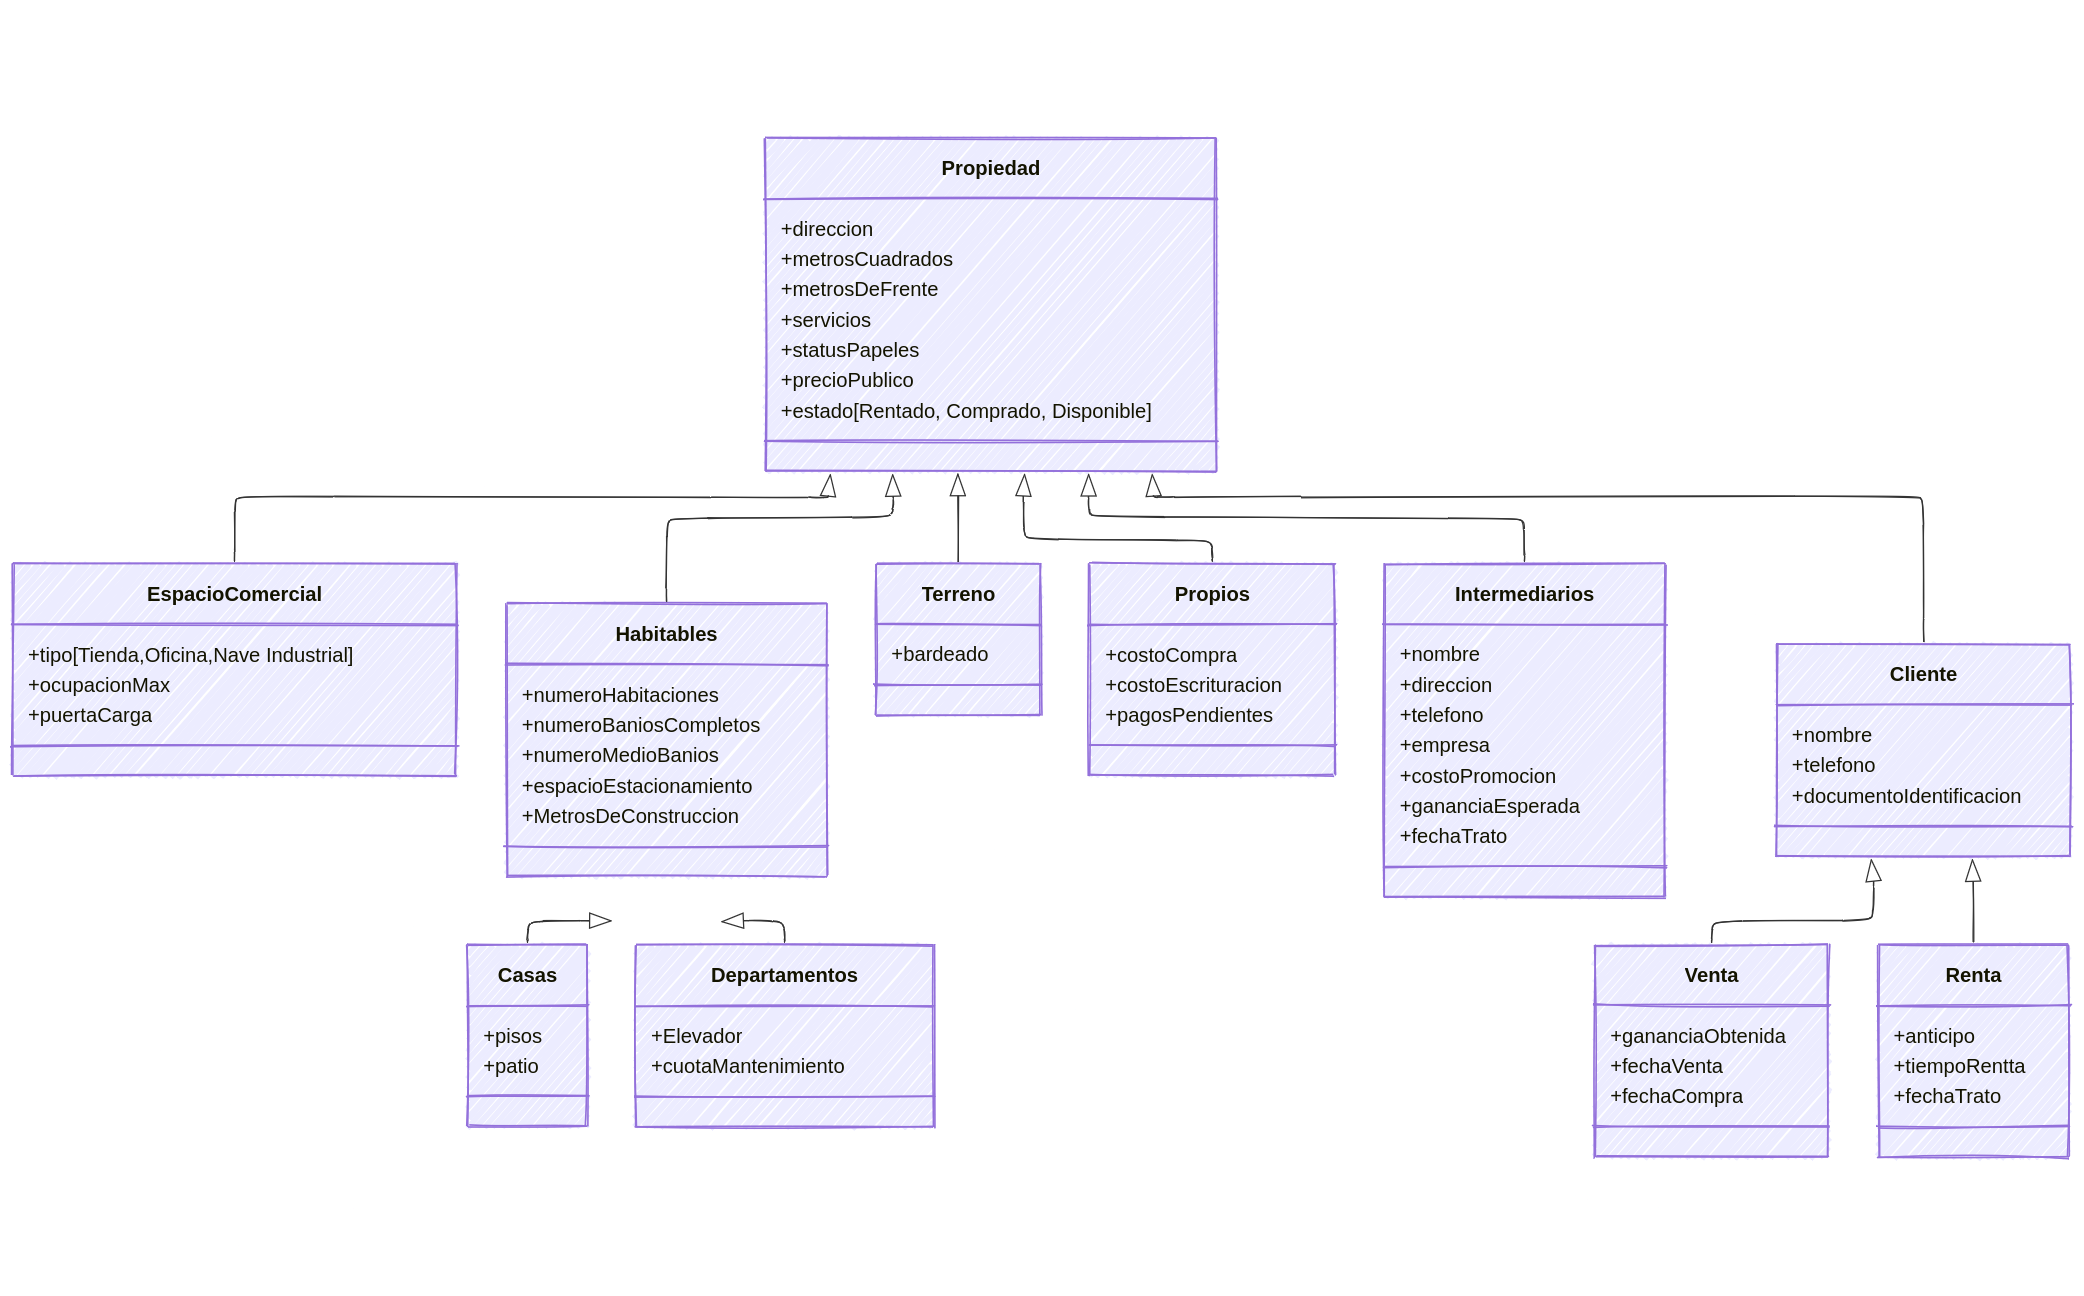 Propiedad
+direccion
+metrosCuadrados
+metrosDeFrente
+servicios
+statusPapeles
+precioPublico
+estado[Rentado, Comprado, Disponible]
EspacioComercial
+tipo[Tienda,Oficina,Nave Industrial]
+ocupacionMax
+puertaCarga
Habitables
+numeroHabitaciones
+numeroBaniosCompletos
+numeroMedioBanios
+espacioEstacionamiento
+MetrosDeConstruccion
Terreno
+bardeado
Propios
+costoCompra
+costoEscrituracion
+pagosPendientes
Intermediarios
+nombre
+direccion
+telefono
+empresa
+costoPromocion
+gananciaEsperada
+fechaTrato
Cliente
+nombre
+telefono
+documentoIdentificacion
Casas
+pisos
+patio
Departamentos
+Elevador
+cuotaMantenimiento
Venta
+gananciaObtenida
+fechaVenta
+fechaCompra
Renta
+anticipo
+tiempoRentta
+fechaTrato